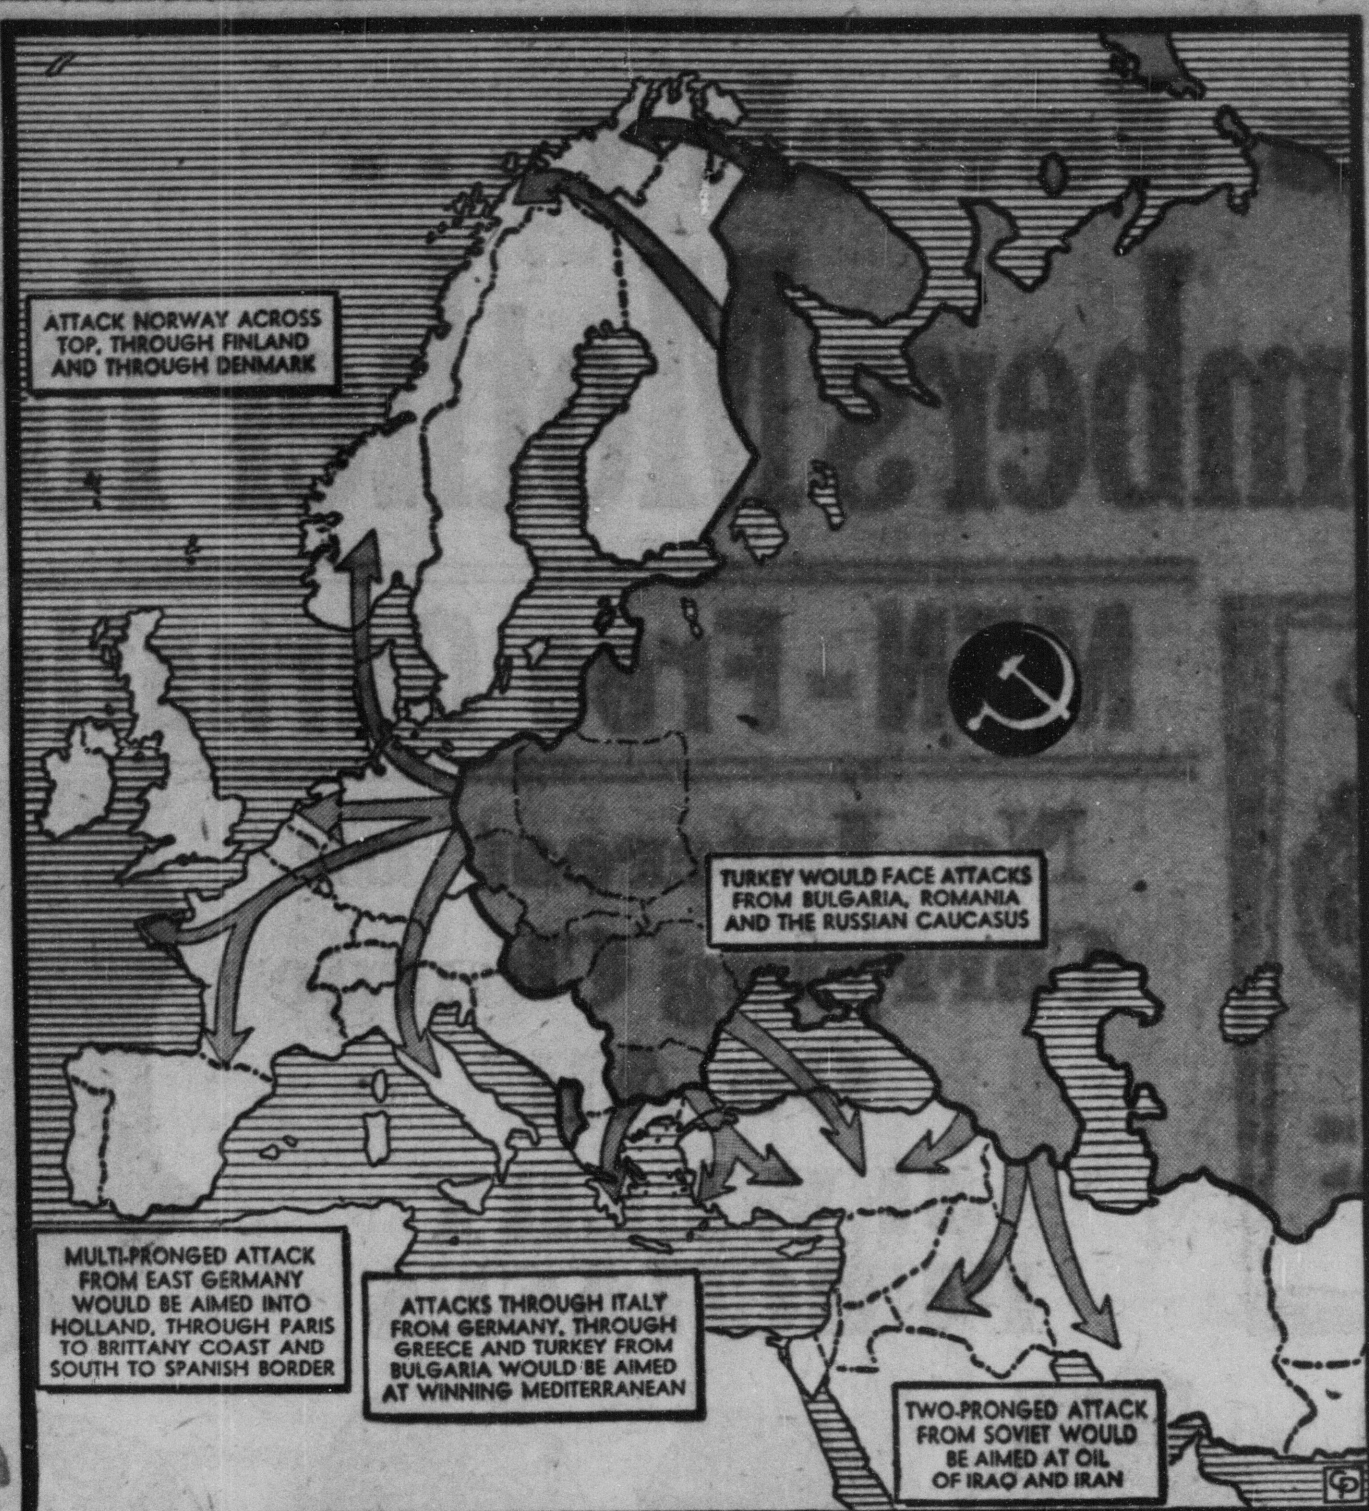 ATTACK NORWAY ACROSS
TOP, THROUGH FINLAND
AND THROUGH DENMARK
TURKEY WOULD FACE ATTACKS
FROM BULGARIA, ROMANIA
AND THE RUSSIAN CAUCASUS
MULTI-PRONGED ATTACK
FROM EAST GERMANY
WOULD BE AIMED INTO
HOLLAND, THROUGH PARIS
TO BRITTANY COAST AND
SOUTH TO SPANISH BORDER
ATTACKS THROUGH ITALY
FROM GERMANY, THROUGH
GREECE AND TURKEY FROM
BULGARIA WOULD BE AIMED
AT WINNING MEDITERRANEAN
TWO-PRONGED ATTACK
FROM SOVIET WOULD
BE AIMED AT OIL
OF IRAQ AND IRAN
CP